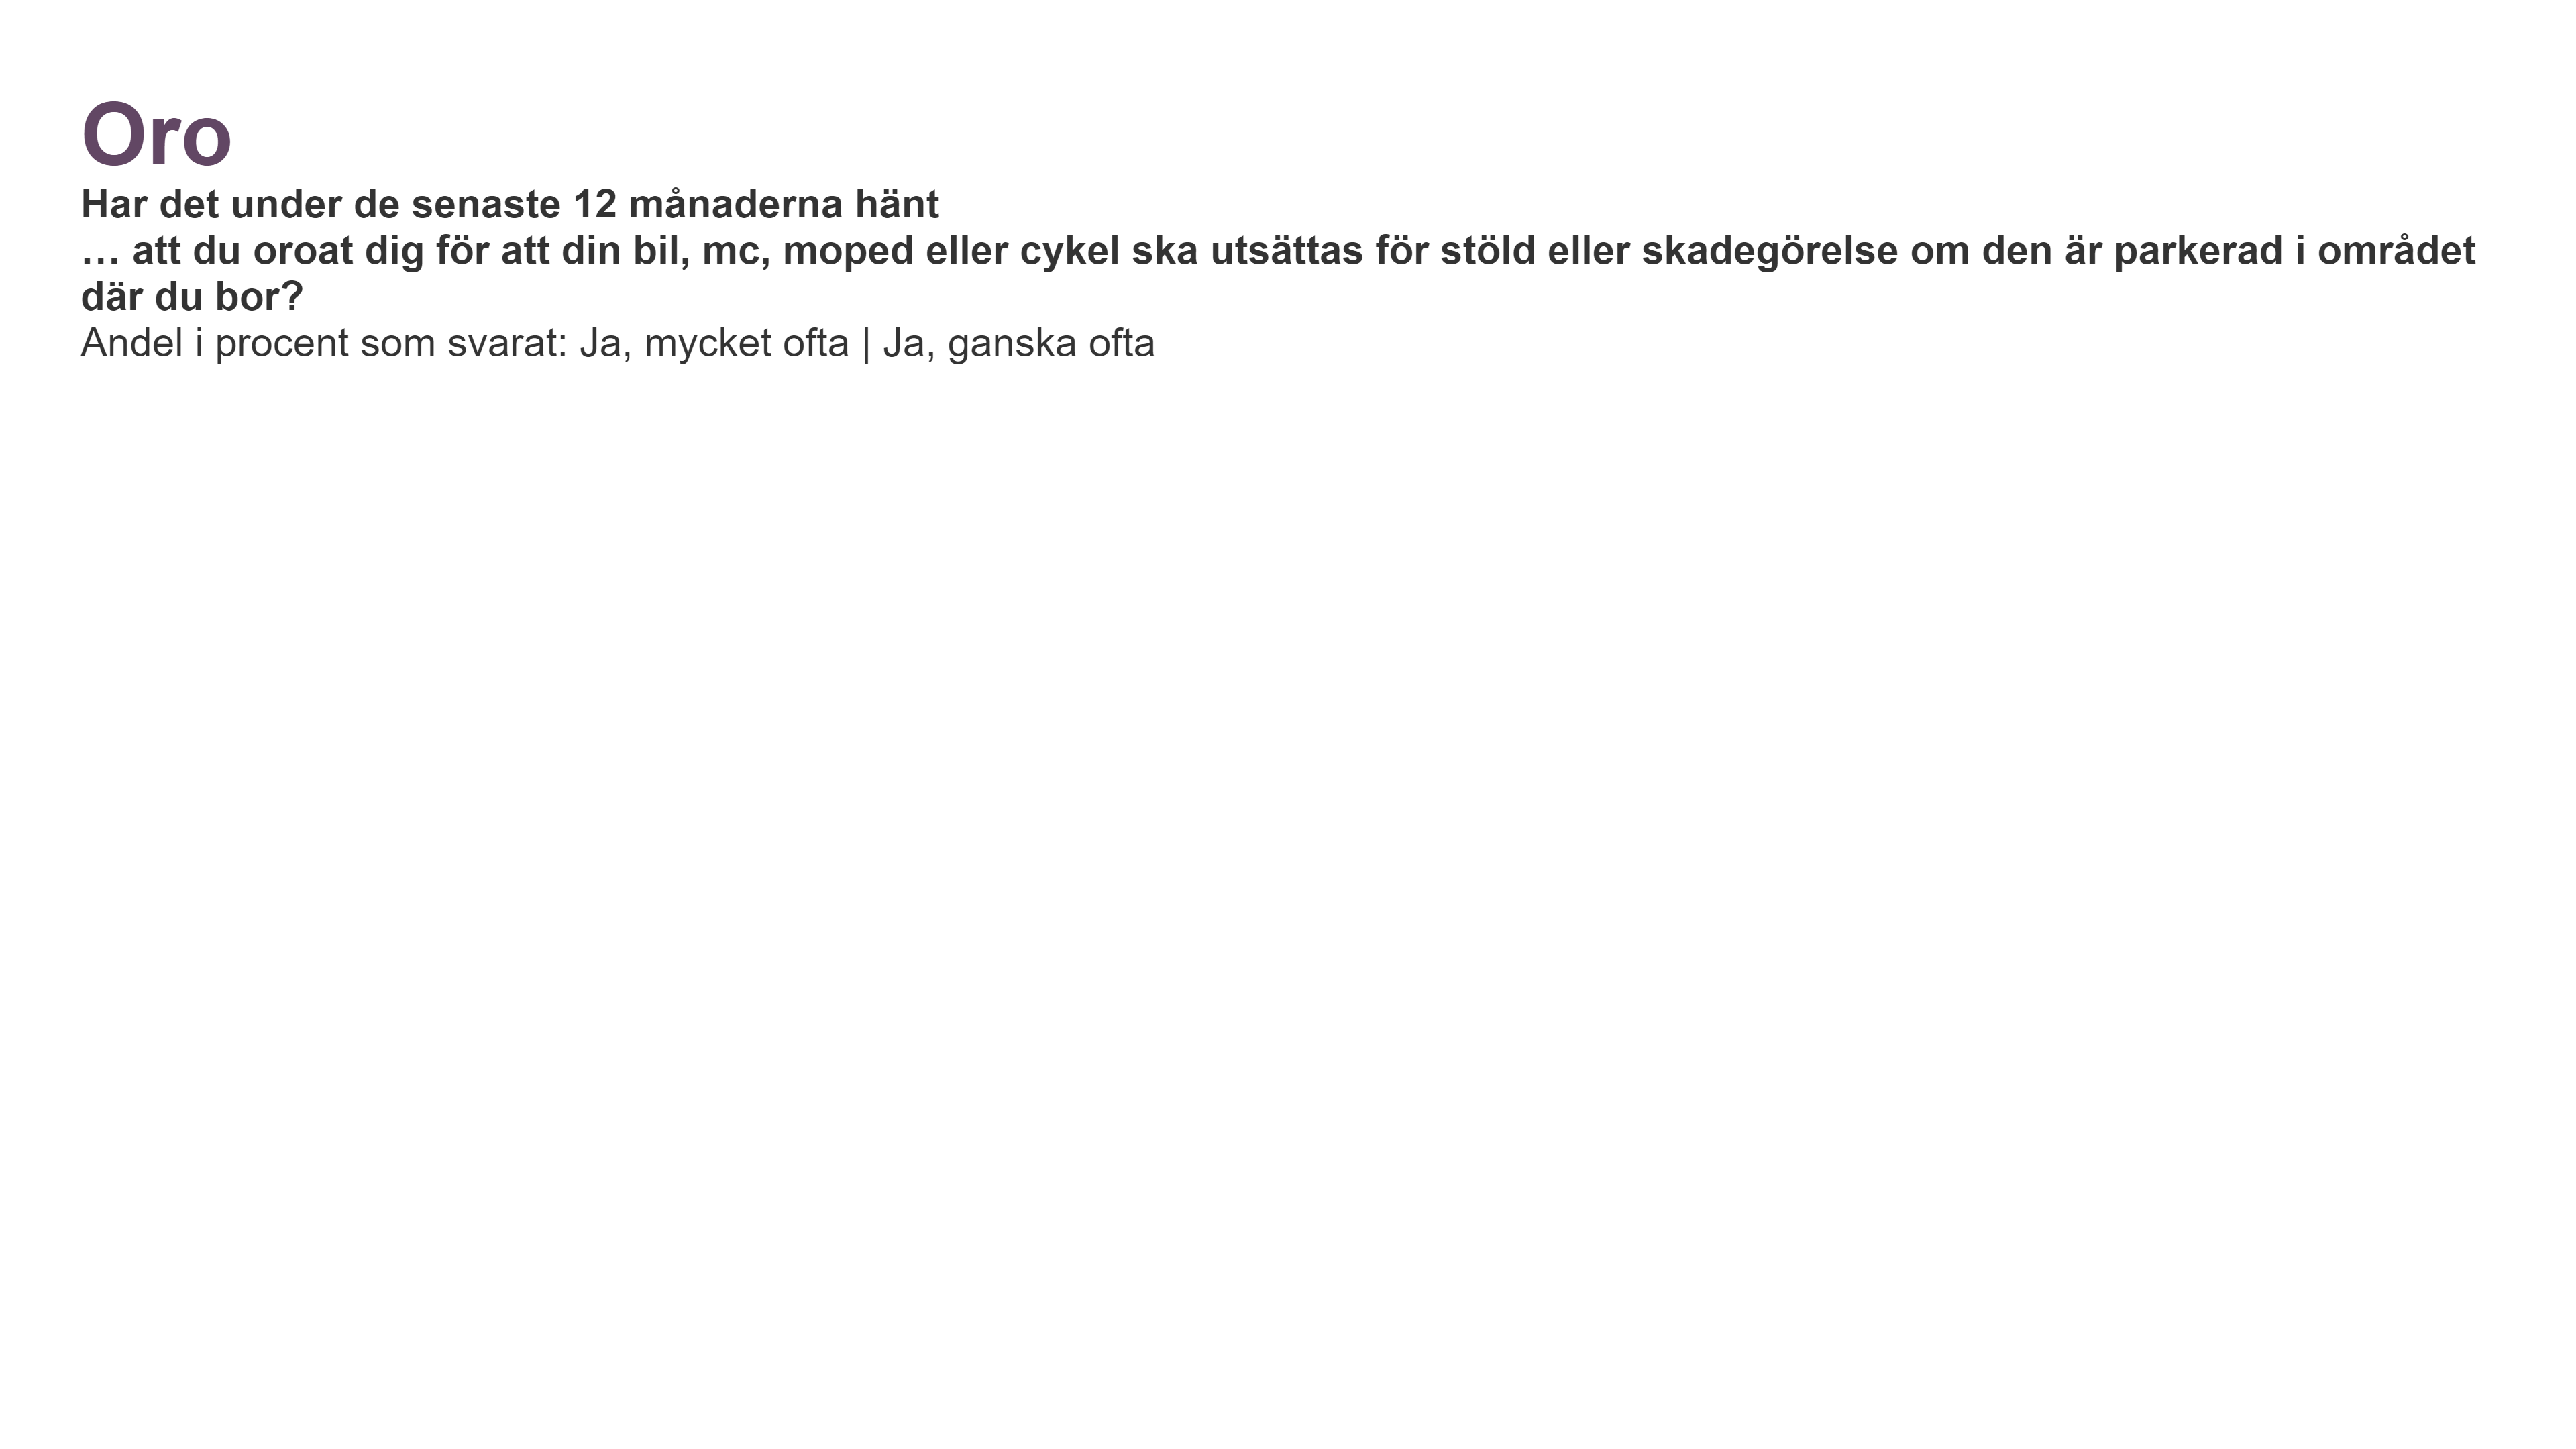 Oro
Har det under de senaste 12 månaderna hänt
… att du oroat dig för att din bil, mc, moped eller cykel ska utsättas för stöld eller skadegörelse om den är parkerad i området
där du bor?
Andel i procent som svarat: Ja, mycket ofta | Ja, ganska ofta